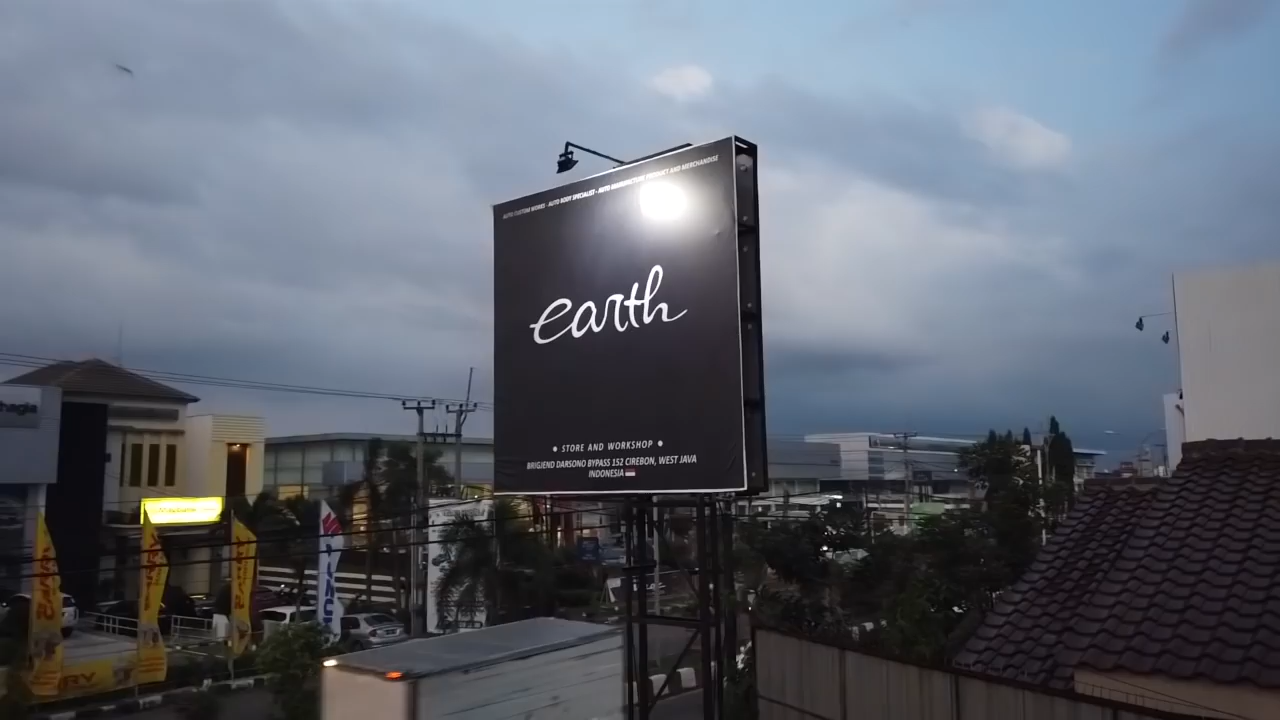 AUTO CUSTOM WORKS - AUTO BODY SPECIALIST - AUTO MANUFACTURE PRODUCT AND MERCHANDISE
earth
• STORE AND WORKSHOP •
BRIGJEND DARSONO BYPASS 152 CIREBON, WEST JAVA
INDONESIA